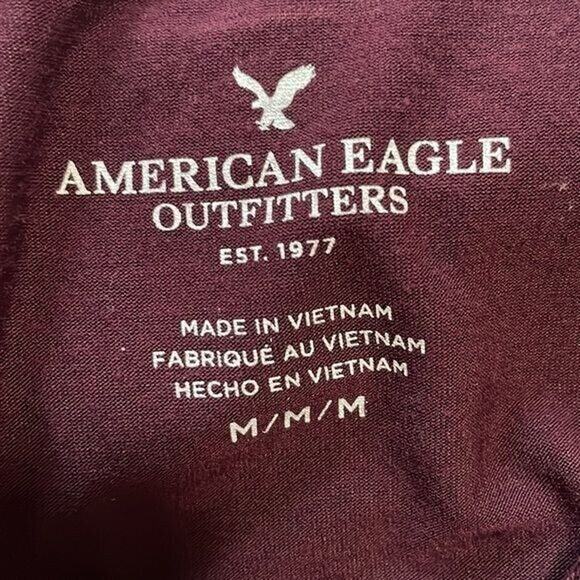 AMERICAN EAGLE
OUTFITTERS
EST. 1977
MADE IN VIETNAM
FABRIQUÉ AU VIETNAM
HECHO EN VIETNAM
M/M/M